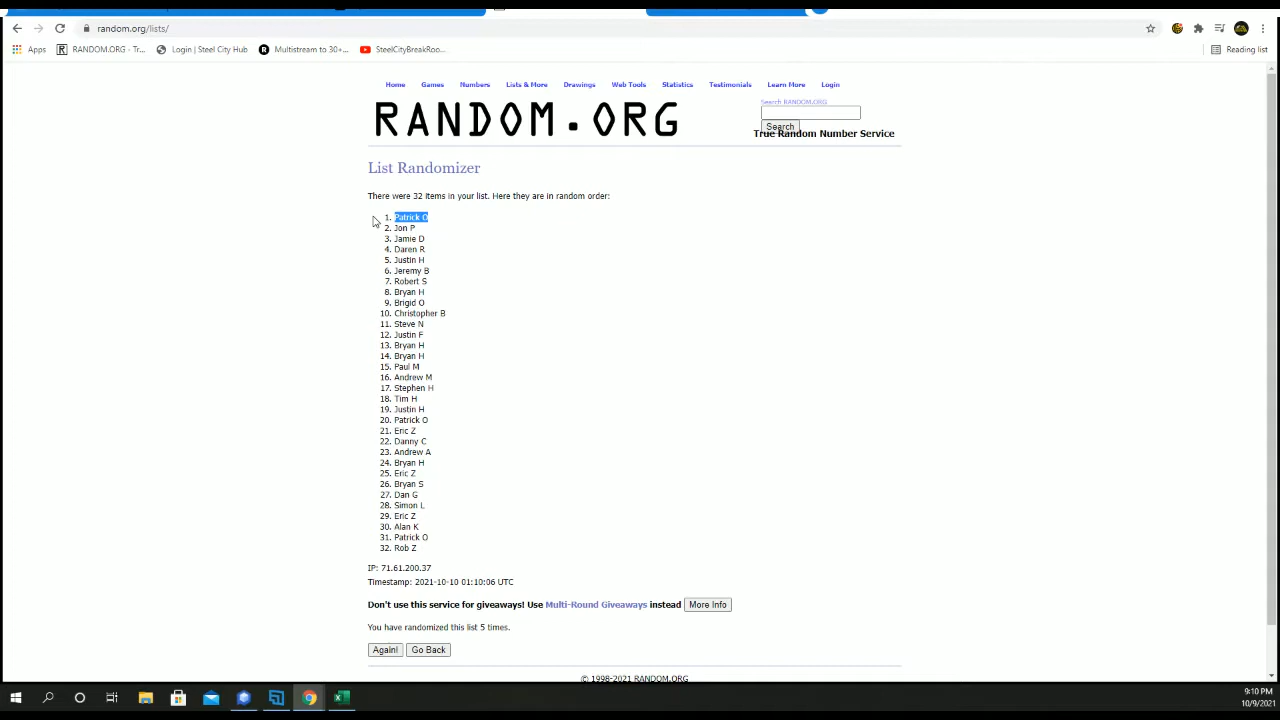 random.org/lists/
Apps RANDOM.ORG - Tr... Login | Steel City Hub Multistream to 30+... SteelCityBreakRoo... Reading list
Home Games Numbers Lists & More Drawings Web Tools Statistics Testimonials Learn More Login
Search RANDOM.ORG
RANDOM.ORG
Search
True Random Number Service
List Randomizer
There were 32 items in your list. Here they are in random order:
1. Patrick O
2. Jon P
3. Jamie D
4. Daren R
5. Justin H
6. Jeremy B
7. Robert S
8. Bryan H
9. Brigid O
10. Christopher B
11. Steve N
12. Justin F
13. Bryan H
14. Bryan H
15. Paul M
16. Andrew M
17. Stephen H
18. Tim H
19. Justin H
20. Patrick O
21. Eric Z
22. Danny C
23. Andrew A
24. Bryan H
25. Eric Z
26. Bryan S
27. Dan G
28. Simon L
29. Eric Z
30. Alan K
31. Patrick O
32. Rob Z
IP: 71.61.200.37
Timestamp: 2021-10-10 01:10:06 UTC
Don't use this service for giveaways! Use Multi-Round Giveaways instead More Info
You have randomized this list 5 times.
Again! Go Back
© 1998-2021 RANDOM.ORG
9:10 PM
10/9/2021